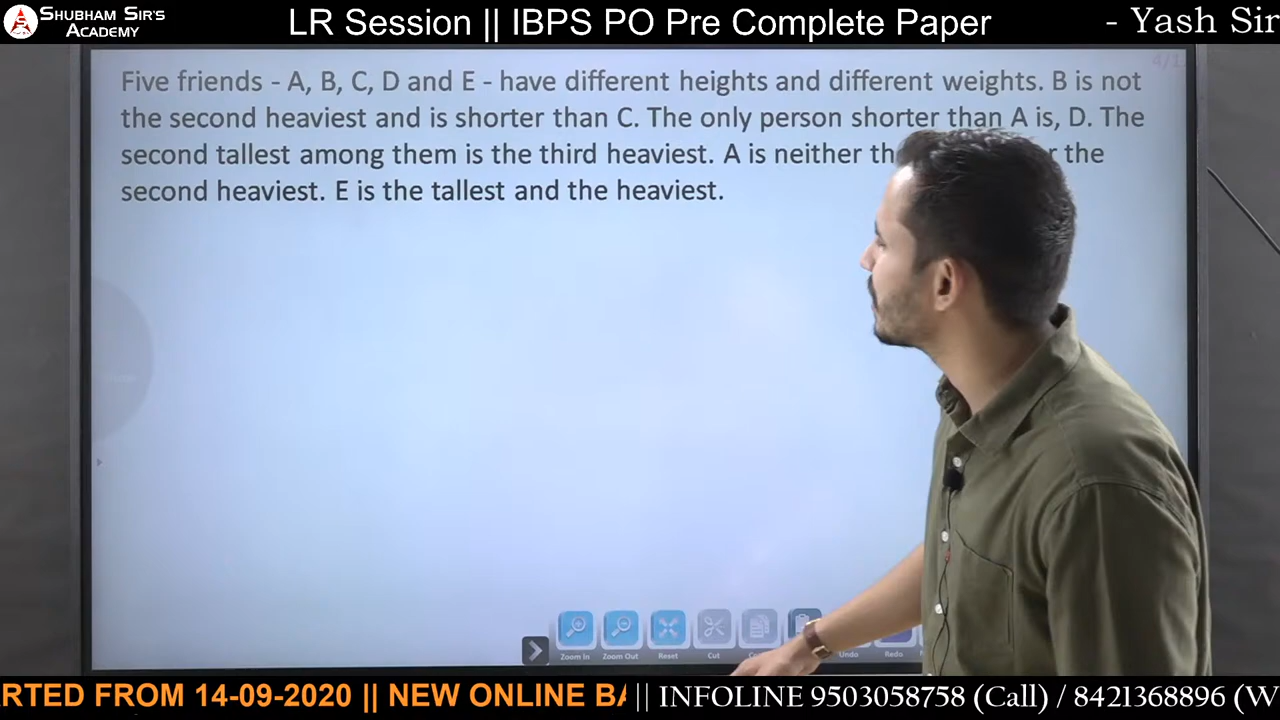 SHUBHAM SIR'S
ACADEMY
LR Session || IBPS PO Pre Complete Paper
- Yash Sir
Five friends - A, B, C, D and E - have different heights and different weights. B is not
the second heaviest and is shorter than C. The only person shorter than A is, D. The
second tallest among them is the third heaviest. A is neither the
second heaviest. E is the tallest and the heaviest.
Zoom In Zoom Out Reset Cut Undo Redo
RTED FROM 14-09-2020 || NEW ONLINE BA
|| INFOLINE 9503058758 (Call) / 8421368896 (W